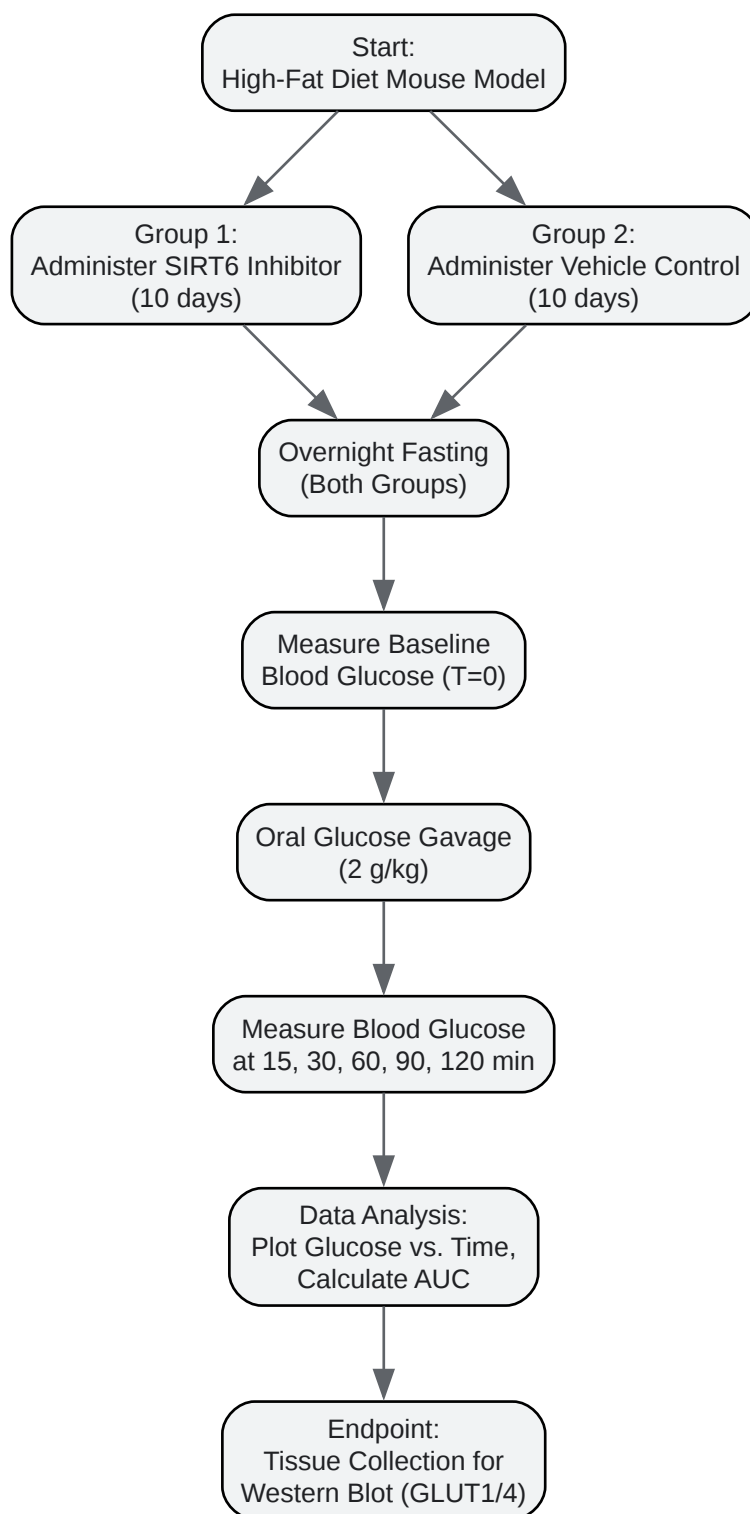 Start:
High-Fat Diet Mouse Model
Group 1:
Administer SIRT6 Inhibitor
(10 days)
Group 2:
Administer Vehicle Control
(10 days)
Overnight Fasting
(Both Groups)
Measure Baseline
Blood Glucose (T=0)
Oral Glucose Gavage
(2 g/kg)
Measure Blood Glucose
at 15, 30, 60, 90, 120 min
Data Analysis:
Plot Glucose vs. Time,
Calculate AUC
Endpoint:
Tissue Collection for
Western Blot (GLUT1/4)